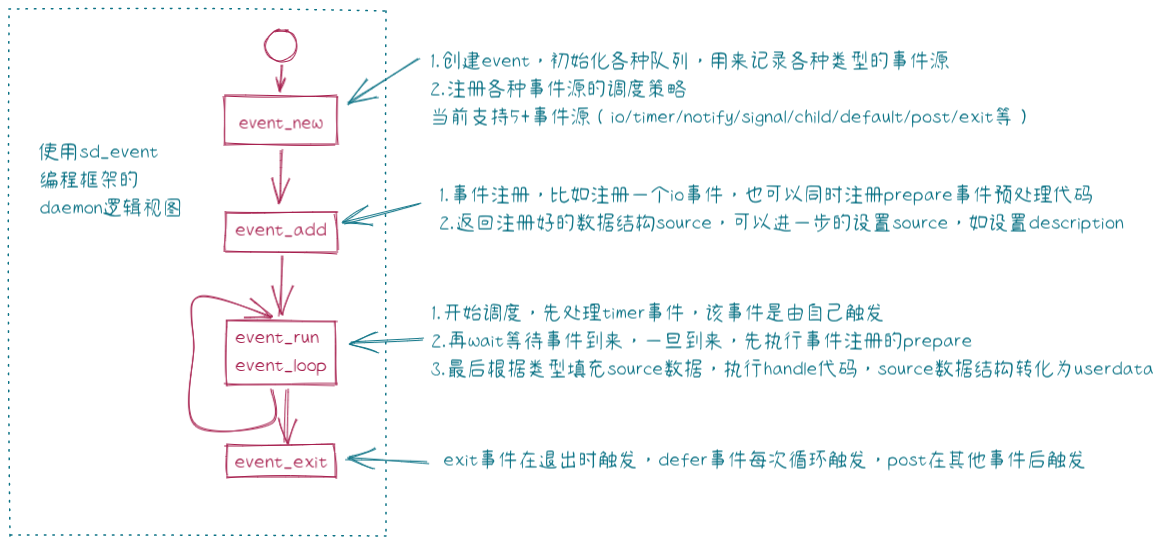 1.创建event，初始化各种队列，用来记录各种类型的事件源
2.注册各种事件源的调度策略
当前支持5+事件源（io/timer/notify/signal/child/default/post/exit等）
event_new
使用sd_event
编程框架的
daemon逻辑视图
1.事件注册，比如注册一个io事件，也可以同时注册prepare事件预处理代码
2.返回注册好的数据结构source，可以进一步的设置source，如设置description
event_add
1.开始调度，先处理timer事件，该事件是由自己触发
2.再wait等待事件到来，一旦到来，先执行事件注册的prepare
3.最后根据类型填充source数据，执行handle代码，source数据结构转化为userdata
event_run
event_loop
event_exit
exit事件在退出时触发，defer事件每次循环触发，post在其他事件后触发